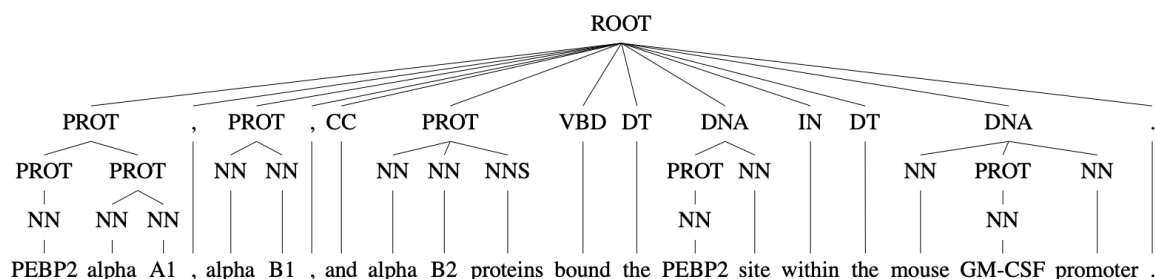 ROOT
PROT , PROT , CC PROT VBD DT DNA IN DT DNA .
PROT PROT NN NN NN NN NNS PROT NN NN PROT NN
NN NN NN NN NN
PEBP2 alpha A1 , alpha B1 , and alpha B2 proteins bound the PEBP2 site within the mouse GM-CSF promoter .